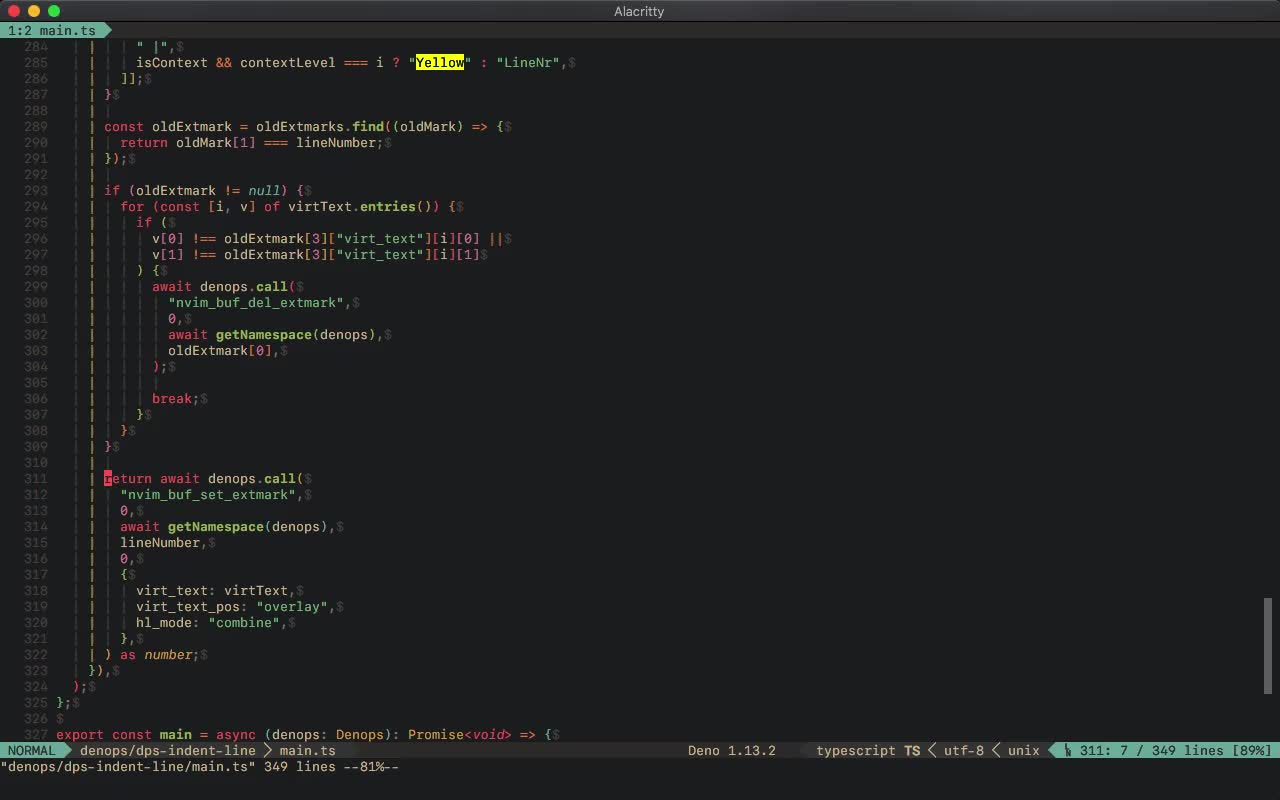 Alacritty
1:2 main.ts
284 | | | | " |",$
285 | | | | isContext && contextLevel === i ? "Yellow" : "LineNr",$
286 | | | ]];$
287 | | }$
288 | | |
289 | | const oldExtmark = oldExtmarks.find((oldMark) => {$
290 | | | return oldMark[1] === lineNumber;$
291 | | });$
292 | | |
293 | | if (oldExtmark != null) {$
294 | | | for (const [i, v] of virtText.entries()) {$
295 | | | | if ($
296 | | | | | v[0] !== oldExtmark[3]["virt_text"][i][0] ||$
297 | | | | | v[1] !== oldExtmark[3]["virt_text"][i][1]$
298 | | | | ) {$
299 | | | | | await denops.call($
300 | | | | | | "nvim_buf_del_extmark",$
301 | | | | | | 0,$
302 | | | | | | await getNamespace(denops),$
303 | | | | | | oldExtmark[0],$
304 | | | | | );$
305 | | | | | |
306 | | | | | break;$
307 | | | | }$
308 | | | }$
309 | | }$
310 | | |
311 | | return await denops.call($
312 | | | "nvim_buf_set_extmark",$
313 | | | 0,$
314 | | | await getNamespace(denops),$
315 | | | lineNumber,$
316 | | | 0,$
317 | | | {$
318 | | | | virt_text: virtText,$
319 | | | | virt_text_pos: "overlay",$
320 | | | | hl_mode: "combine",$
321 | | | },$
322 | | ) as number;$
323 | }),$
324 );$
325 };$
326 $
327 export const main = async (denops: Denops): Promise<void> => {$
NORMAL denops/dps-indent-line > main.ts Deno 1.13.2 typescript TS < utf-8 < unix 311: 7 / 349 lines [89%]
"denops/dps-indent-line/main.ts" 349 lines --81%--